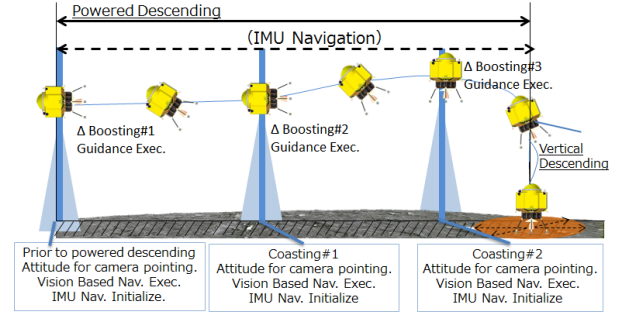 Powered Descending
(IMU Navigation)
Δ Boosting#1
Guidance Exec.
Δ Boosting#2
Guidance Exec.
Δ Boosting#3
Guidance Exec.
Vertical
Descending
Prior to powered descending
Attitude for camera pointing.
Vision Based Nav. Exec.
IMU Nav. Initialize.
Coasting#1
Attitude for camera pointing.
Vision Based Nav. Exec.
IMU Nav. Initialize
Coasting#2
Attitude for camera pointing.
Vision Based Nav. Exec.
IMU Nav. Initialize